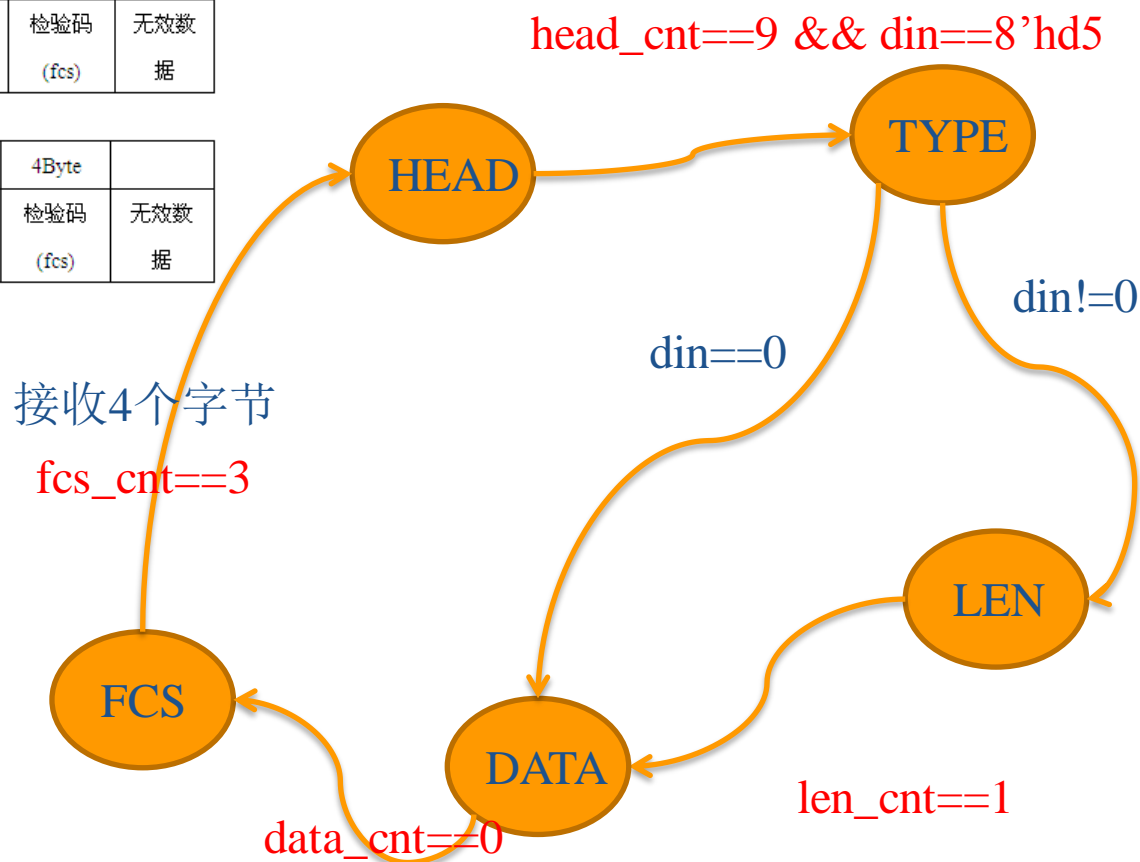 检验码
无效数
(fcs)
据
head_cnt==9 && din==8’hd5
TYPE
4Byte
HEAD
检验码
无效数
(fcs)
据
din!=0
din==0
接收4个字节
fcs_cnt==3
LEN
FCS
DATA
len_cnt==1
data_cnt==0